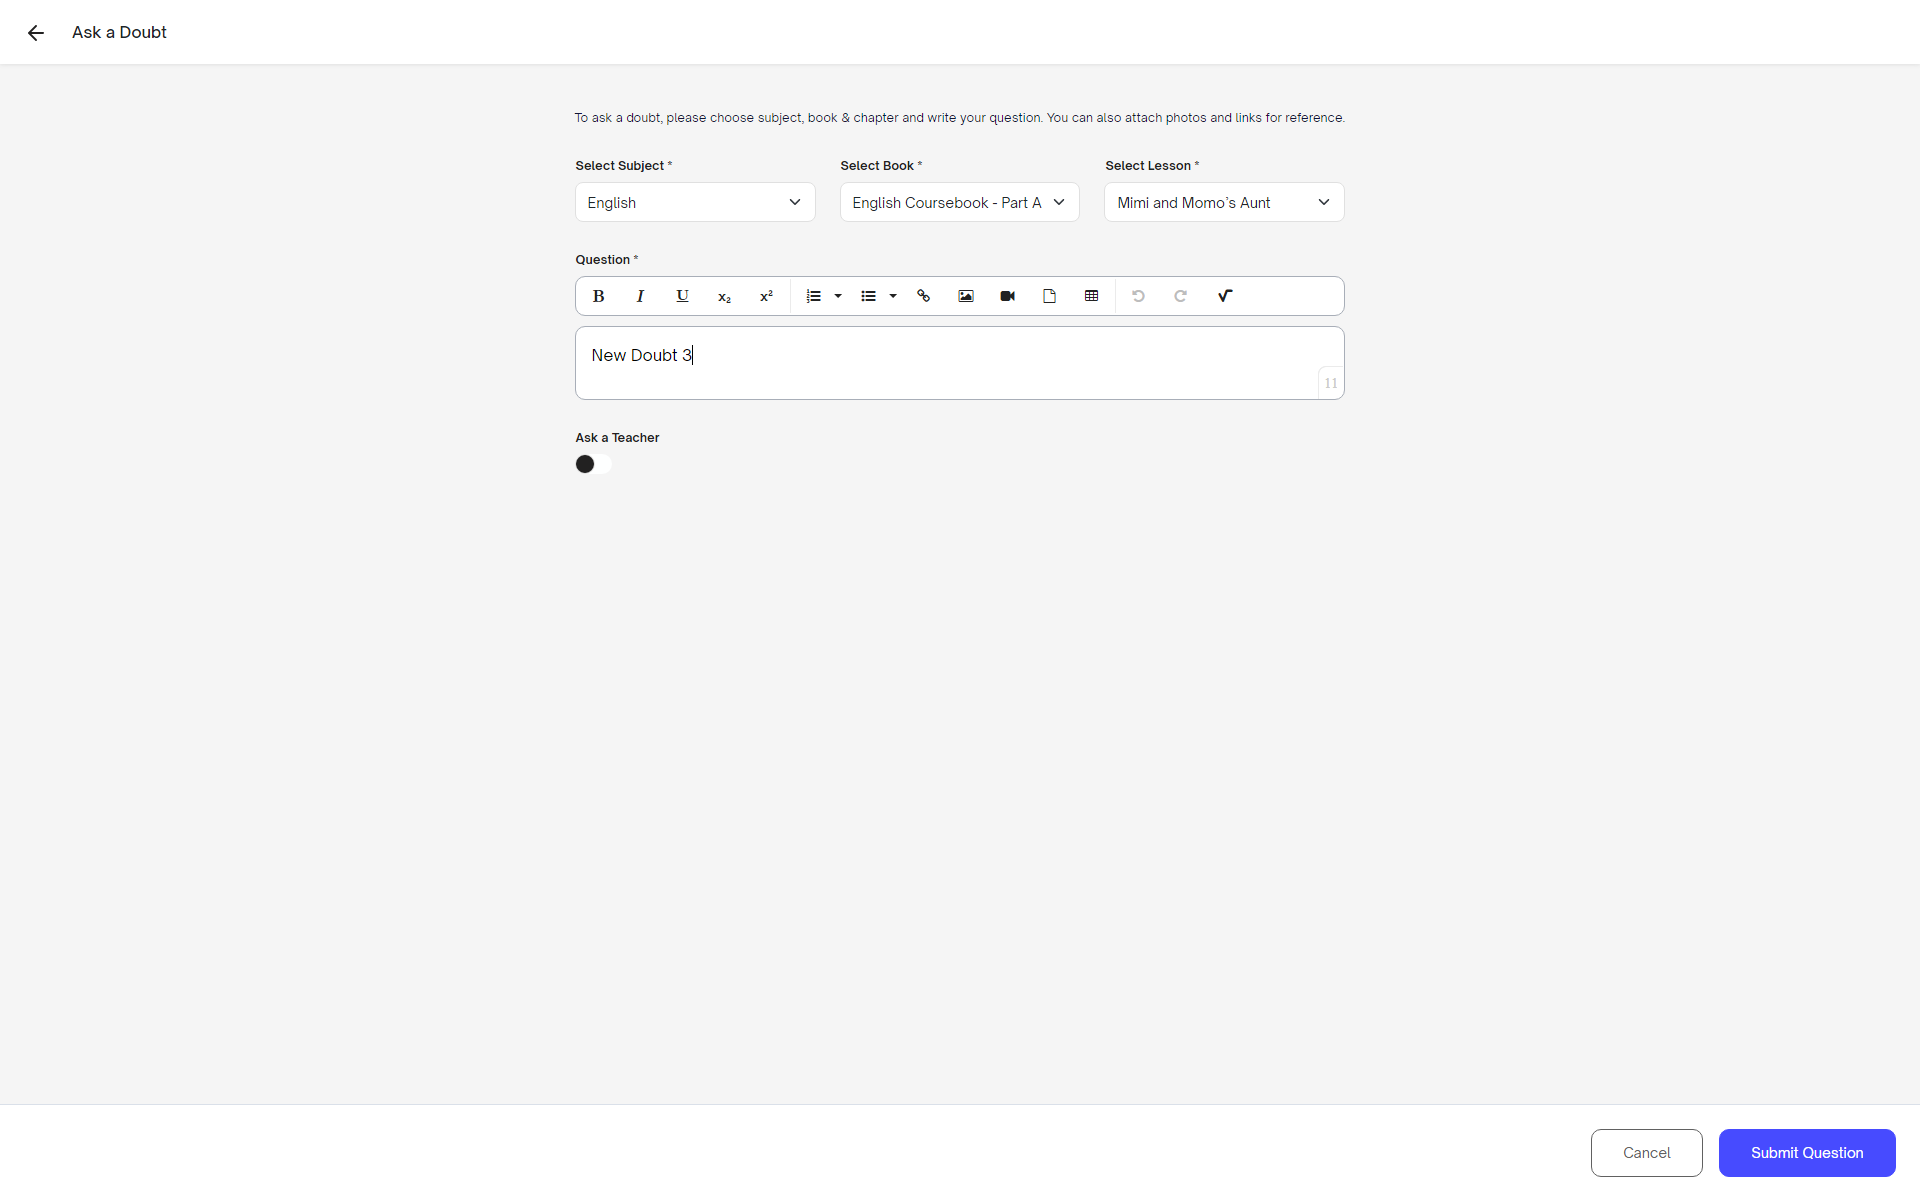 Ask a Doubt
To ask a doubt, please choose subject, book & chapter and write your question. You can also attach photos and links for reference.
Select Subject *
Select Book *
Select Lesson *
English
English Coursebook - Part A
Mimi and Momo’s Aunt
Question *
B I U x₂ x²
New Doubt 3
11
Ask a Teacher
Cancel
Submit Question